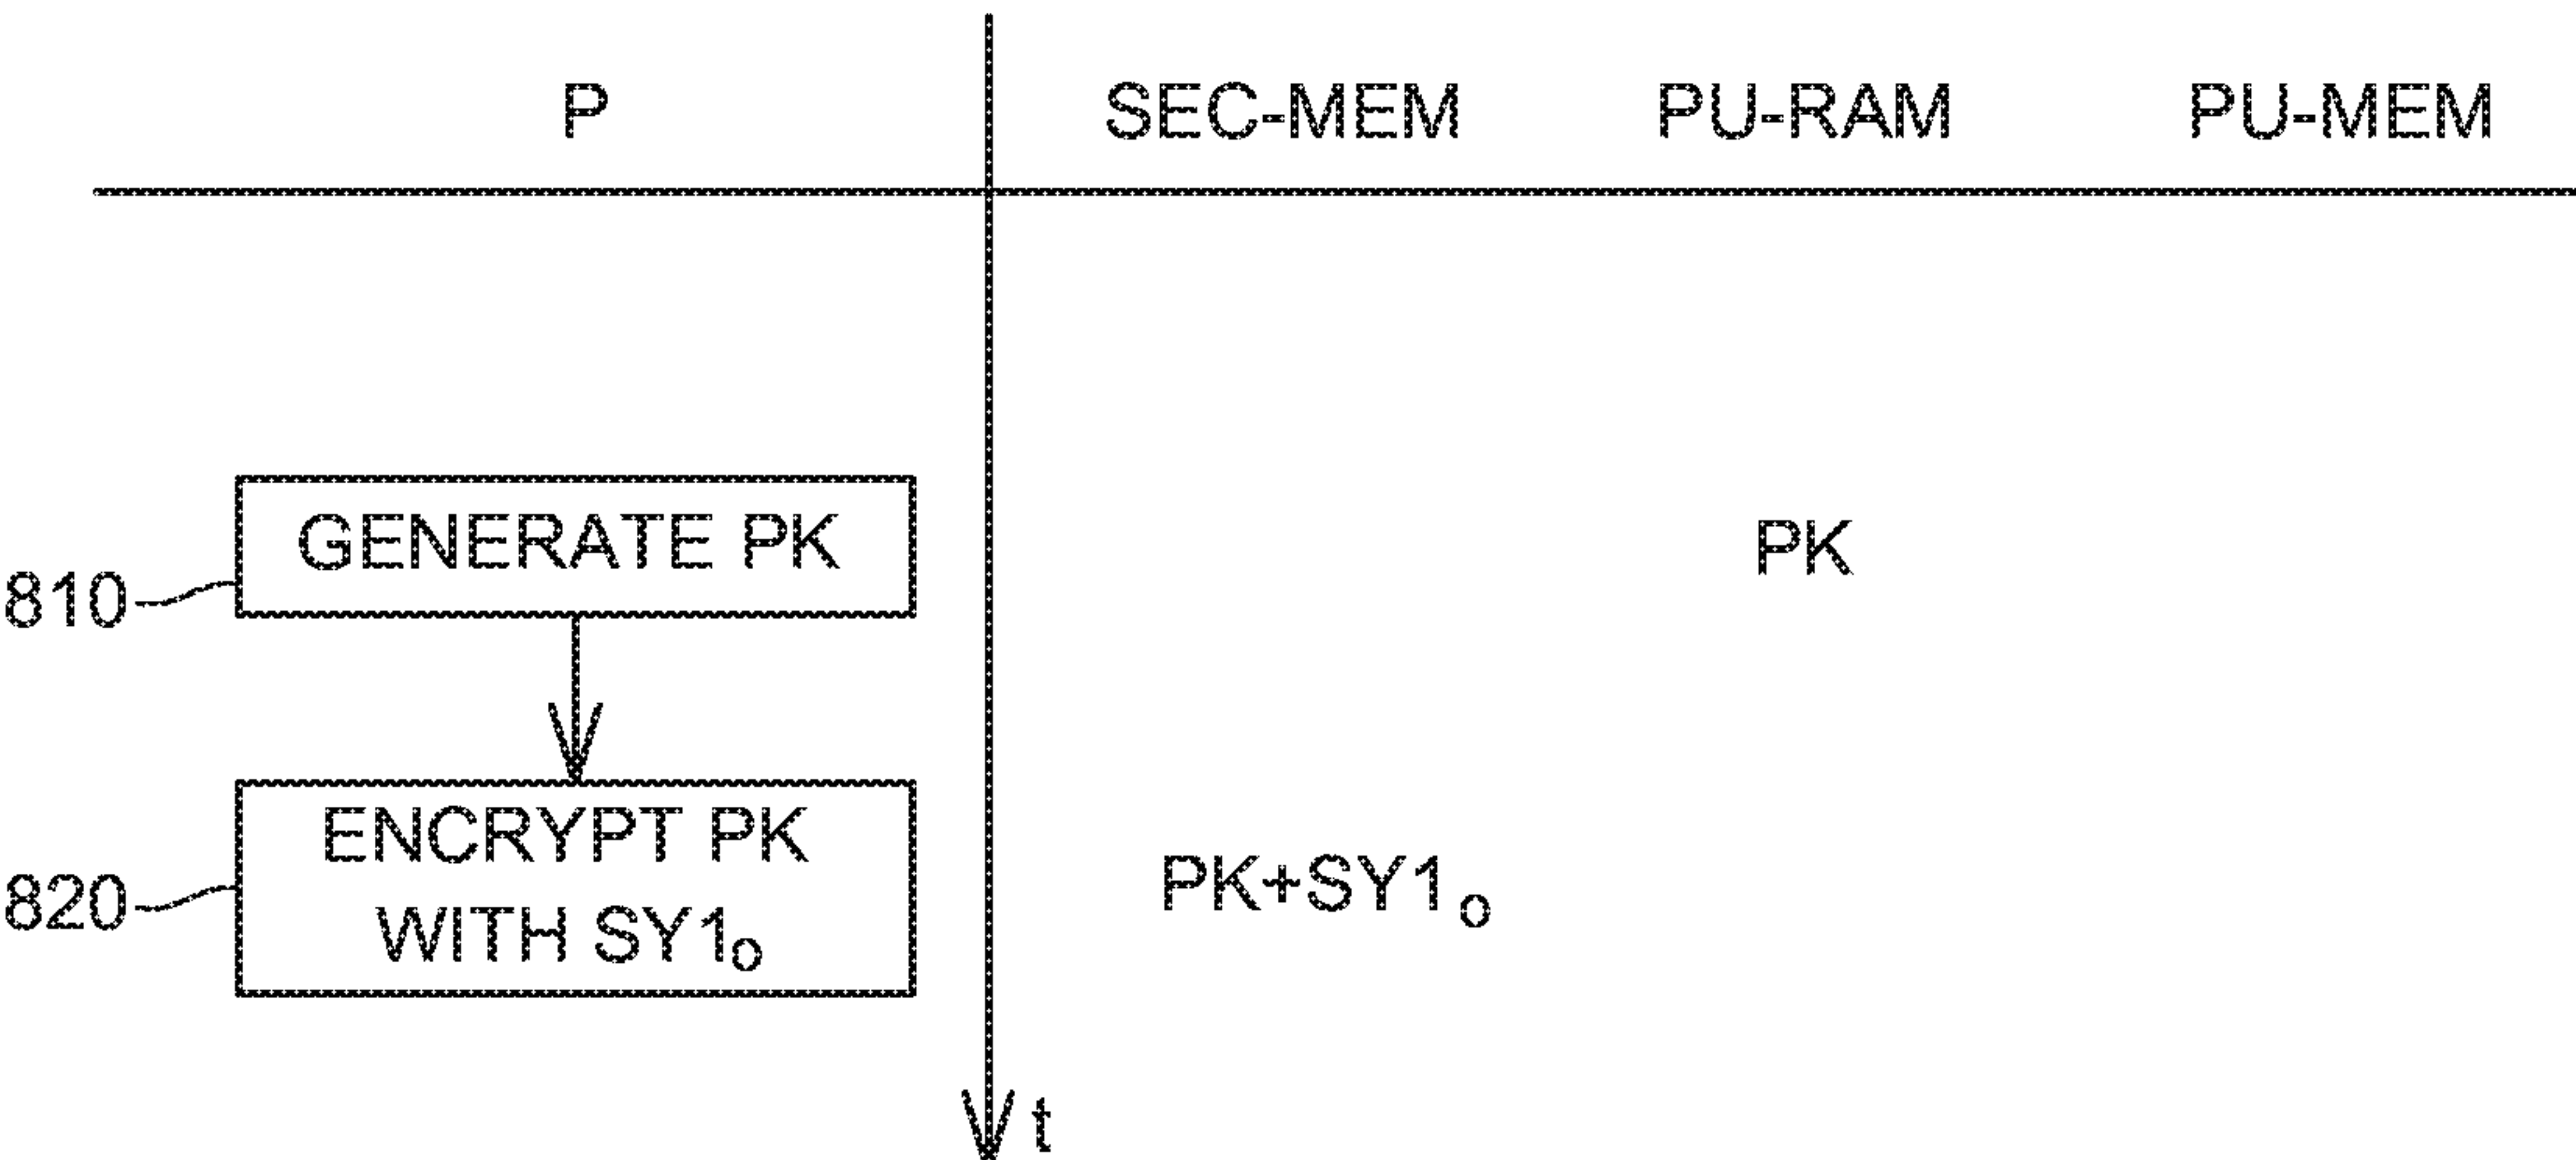 P SEC-MEM PU-RAM PU-MEM
GENERATE PK PK
810
ENCRYPT PK
WITH SY1o
820
PK+SY1o
t